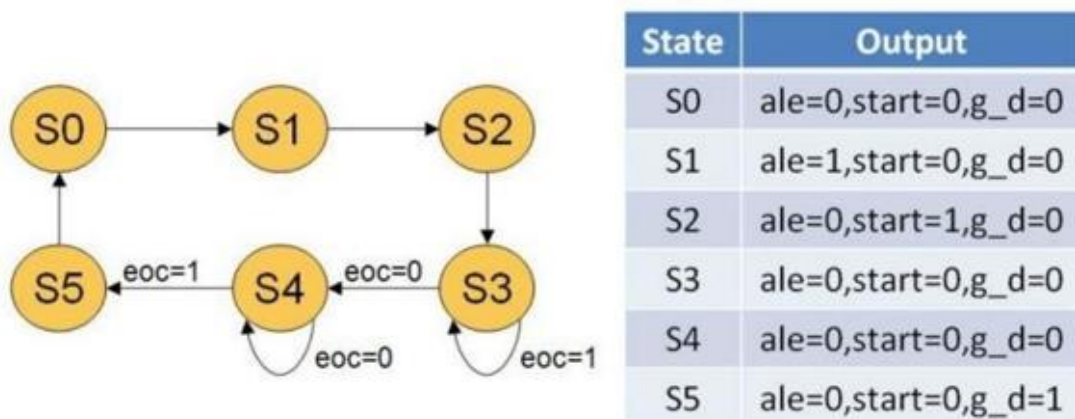 S0 S1 S2
S5 eoc=1 S4 eoc=0 S3
eoc=0 eoc=1
State Output
S0 ale=0,start=0,g_d=0
S1 ale=1,start=0,g_d=0
S2 ale=0,start=1,g_d=0
S3 ale=0,start=0,g_d=0
S4 ale=0,start=0,g_d=0
S5 ale=0,start=0,g_d=1